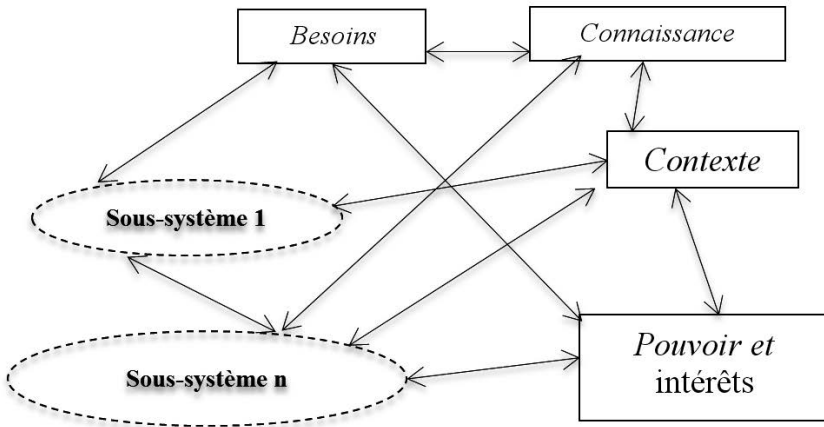 Besoins
Connaissance
Contexte
Sous-système 1
Pouvoir et
intérêts
Sous-système n